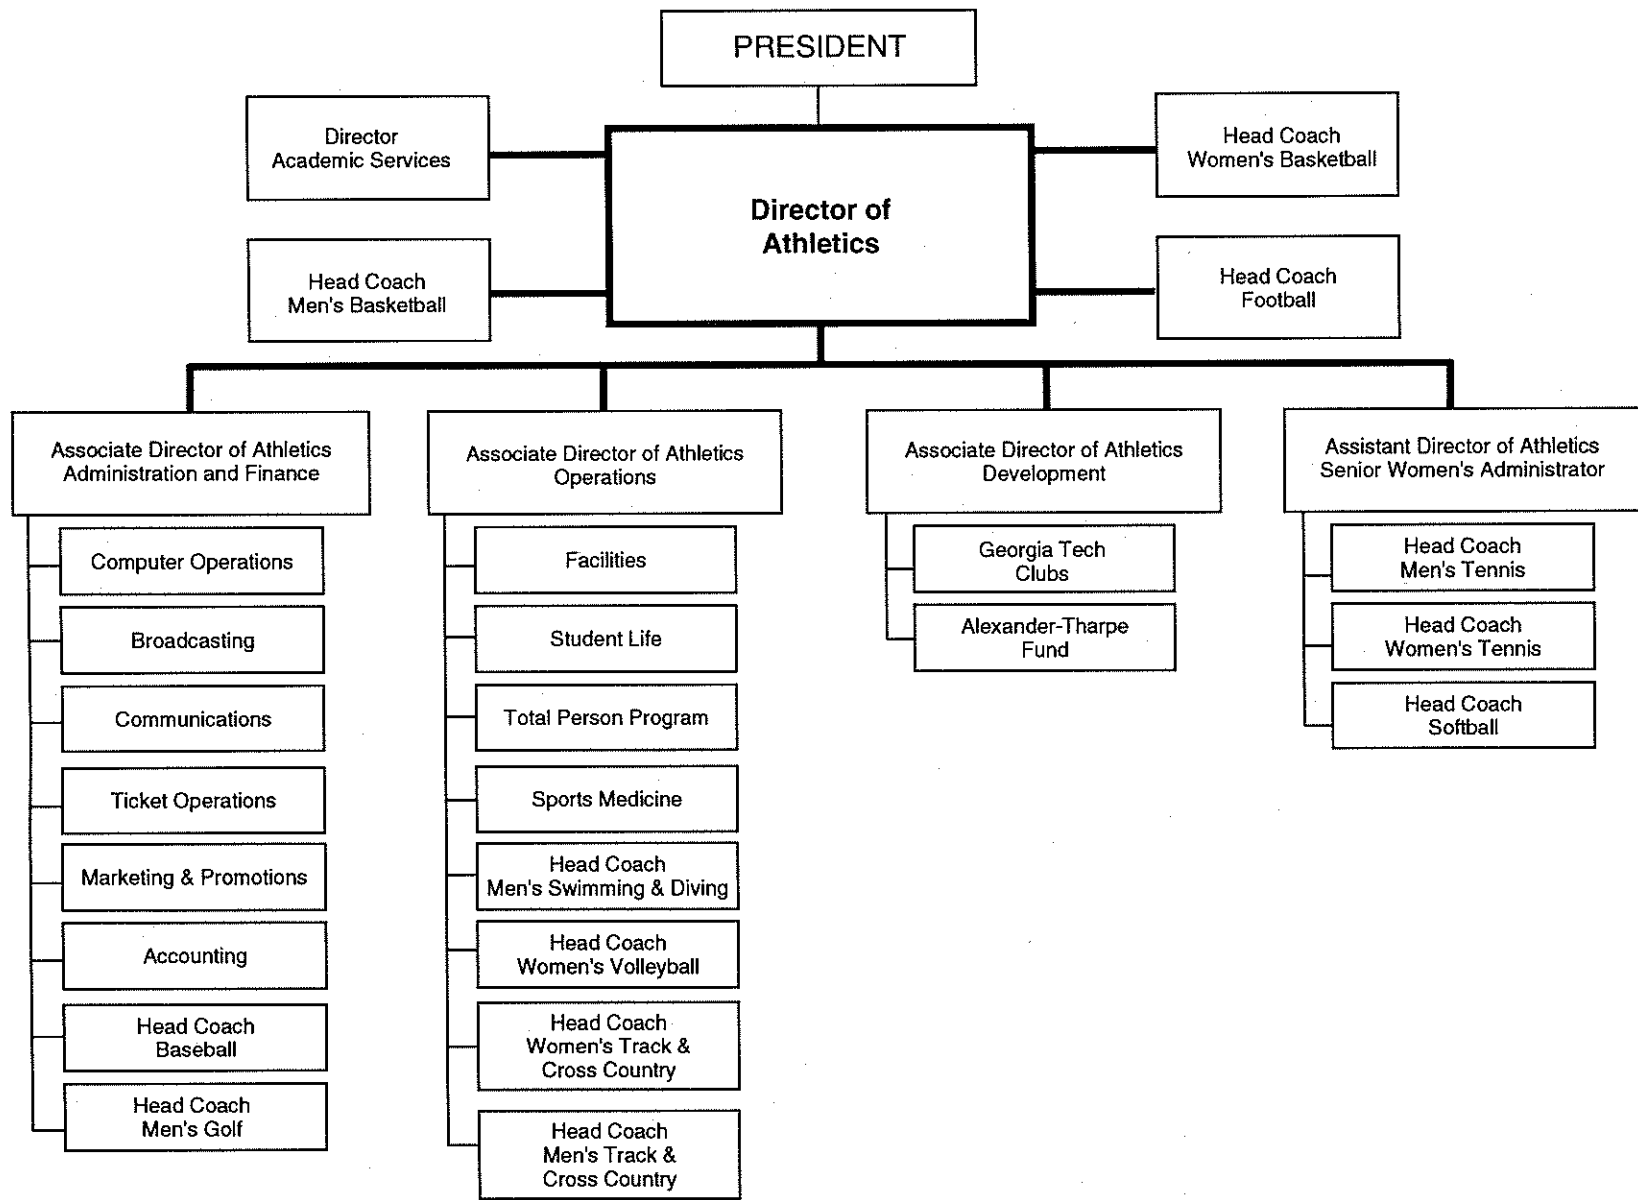 PRESIDENT
Director
Academic Services
Head Coach
Women's Basketball
Director of
Athletics
Head Coach
Men's Basketball
Head Coach
Football
Associate Director of Athletics
Administration and Finance
Associate Director of Athletics
Operations
Associate Director of Athletics
Development
Assistant Director of Athletics
Senior Women's Administrator
Computer Operations
Broadcasting
Communications
Ticket Operations
Marketing & Promotions
Accounting
Head Coach
Baseball
Head Coach
Men's Golf
Facilities
Student Life
Total Person Program
Sports Medicine
Head Coach
Men's Swimming & Diving
Head Coach
Women's Volleyball
Head Coach
Women's Track &
Cross Country
Head Coach
Men's Track &
Cross Country
Georgia Tech
Clubs
Alexander-Tharpe
Fund
Head Coach
Men's Tennis
Head Coach
Women's Tennis
Head Coach
Softball